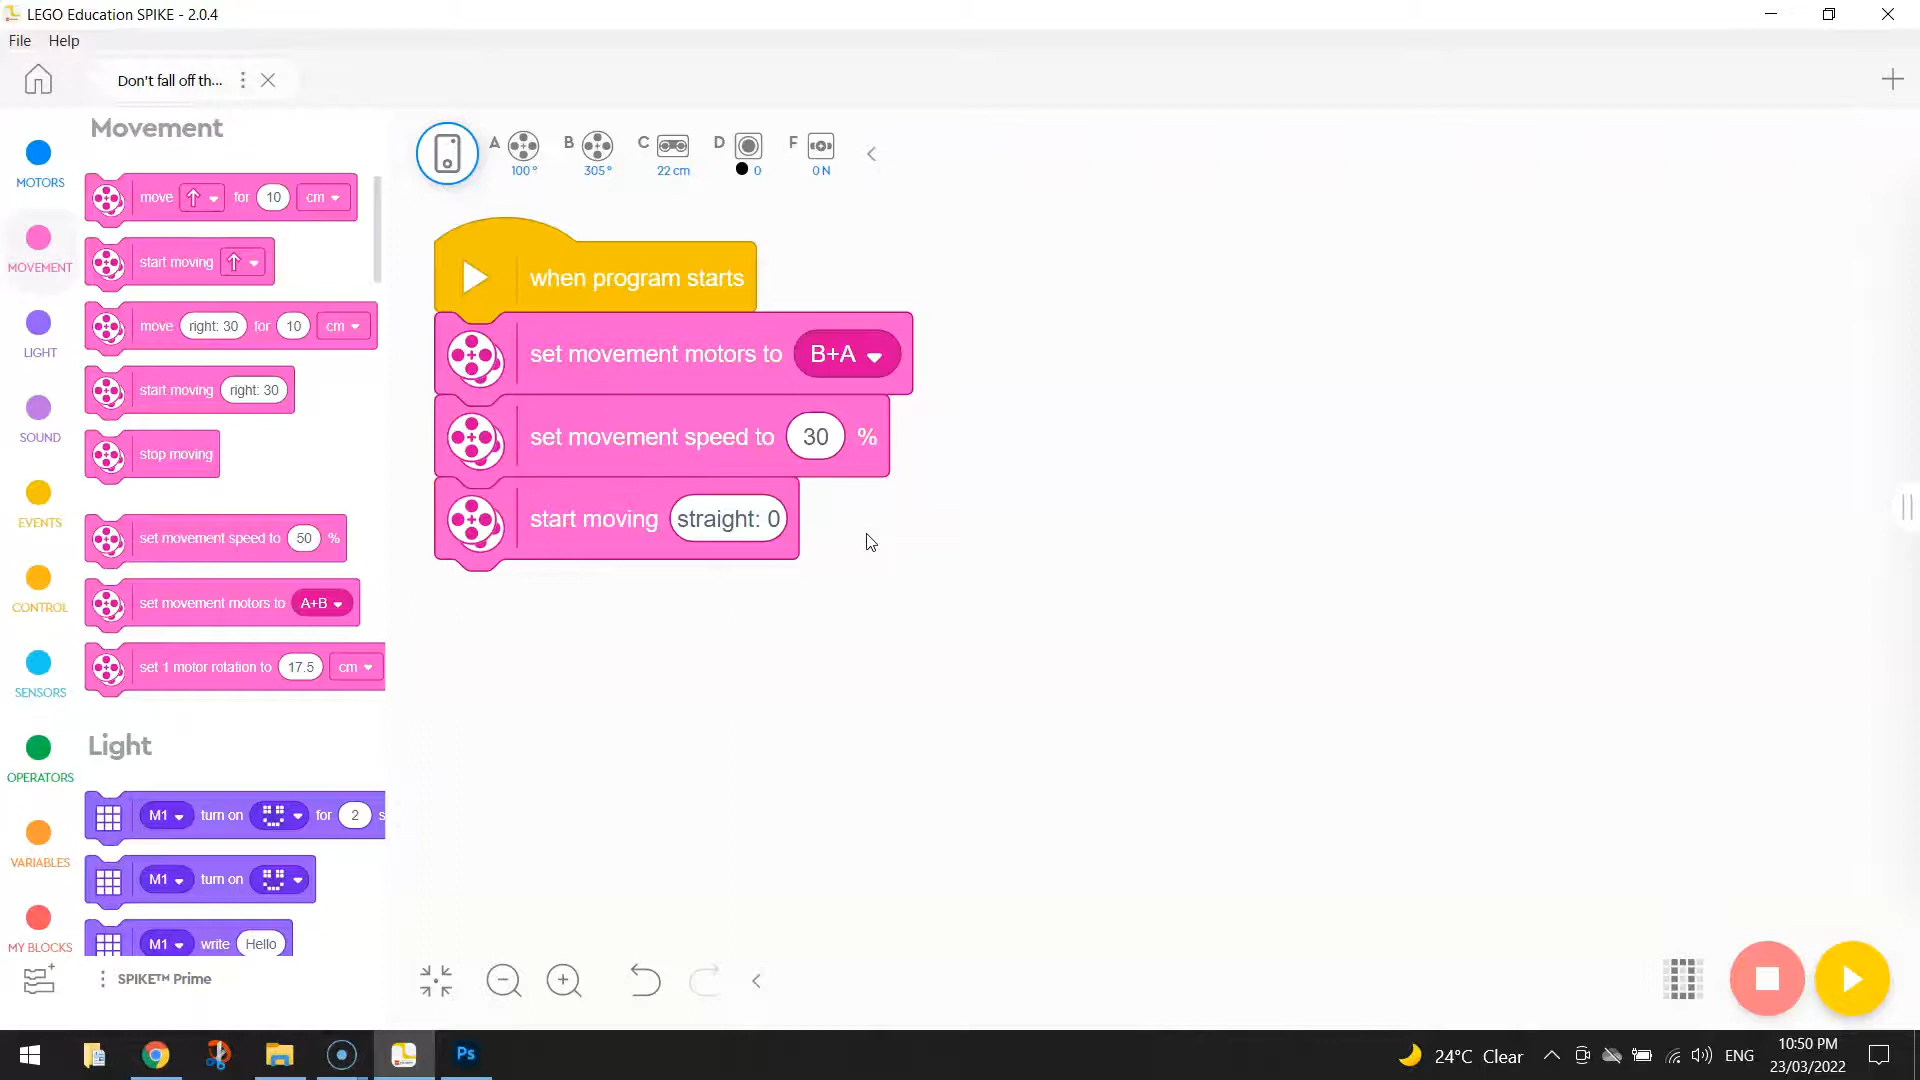 LEGO Education SPIKE - 2.0.4
File Help
Don't fall off th...
Movement
MOTORS
MOVEMENT
LIGHT
SOUND
EVENTS
CONTROL
SENSORS
OPERATORS
VARIABLES
MY BLOCKS
move for 10 cm
start moving
move right: 30 for 10 cm
start moving right: 30
stop moving
set movement speed to 50 %
set movement motors to A+B
set 1 motor rotation to 17.5 cm
Light
M1 turn on for 2 s
M1 turn on
M1 write Hello
SPIKE™ Prime
A 100° B 305° C 22 cm D 0 F 0 N
when program starts
set movement motors to B+A
set movement speed to 30 %
start moving straight: 0
Ps
24°C Clear
ENG
10:50 PM
23/03/2022